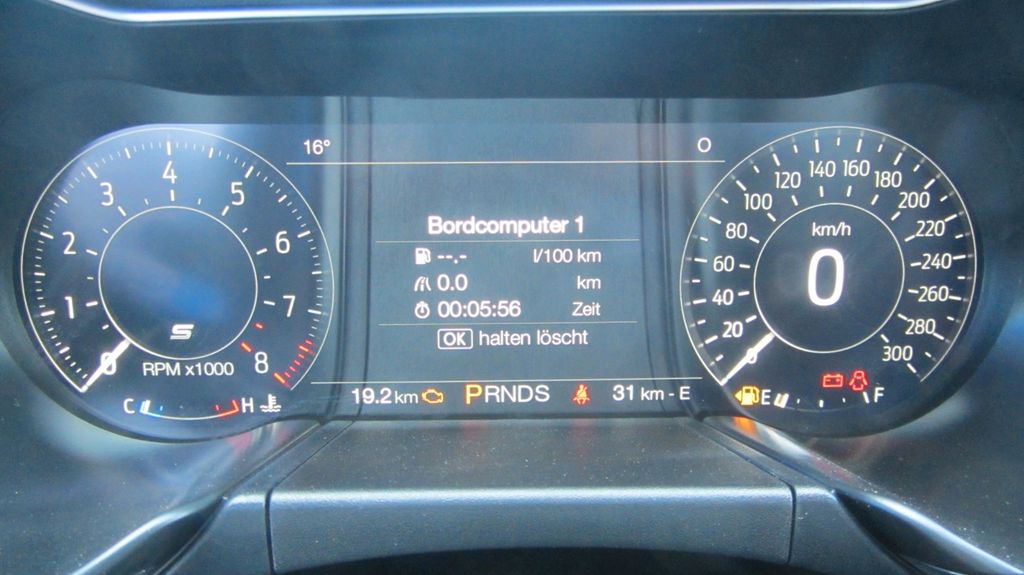 16°
O
0
1
2
3
4
5
6
7
8
RPM x1000
S
C
H
Bordcomputer 1
--.- l/100 km
0.0 km
00:05:56 Zeit
OK halten löscht
19.2 km
PRNDS
31 km - E
0
20
40
60
80
100
120
140
160
180
200
220
240
260
280
300
km/h
0
E
F